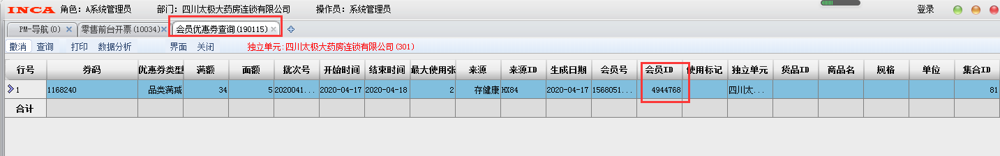 INCA 角色：A系统管理员 部门：四川太极大药房连锁有限公司 操作员：系统管理员 登录
PM-导航(0) 零售前台开票(10034) 会员优惠券查询(190115)
撤消 查询 打印 数据分析 界面 关闭 独立单元:四川太极大药房连锁有限公司(301)
行号 券码 优惠券类型 满额 面额 批次号 开始时间 结束时间 最大使用张 来源 来源ID 生成日期 会员号 会员ID 使用标记 独立单元 货品ID 商品名 规格 单位 集合ID
1 1168240 品类满减 34 5 2020041... 2020-04-17 2020-04-18 2 存健康 HX84 2020-04-17 1568051... 4944768 四川太... 81
合计